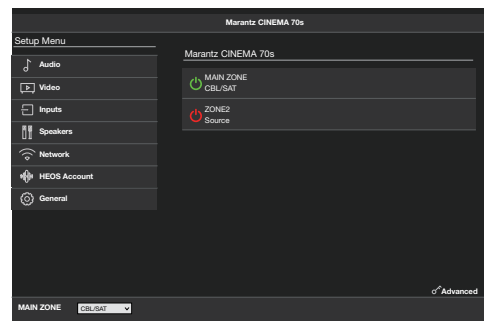 Marantz CINEMA 70s
Setup Menu
Audio
Video
Inputs
Speakers
Network
HEOS Account
General
Marantz CINEMA 70s
MAIN ZONE
CBL/SAT
ZONE2
Source
Advanced
MAIN ZONE CBL/SAT